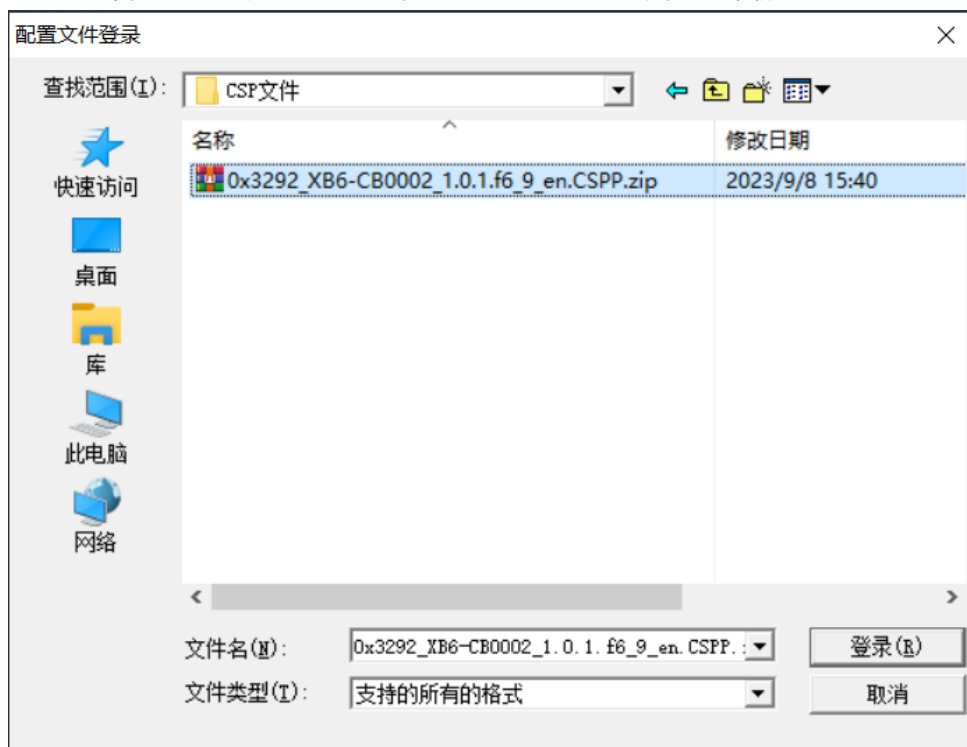 配置文件登录
查找范围(I): CSP文件
名称 修改日期
0x3292_XB6-CB0002_1.0.1.f6_9_en.CSPP.zip 2023/9/8 15:40
快速访问
桌面
库
此电脑
网络
文件名(N): 0x3292_XB6-CB0002_1.0.1.f6_9_en.CSPP. 登录(R)
文件类型(T): 支持的所有的格式 取消